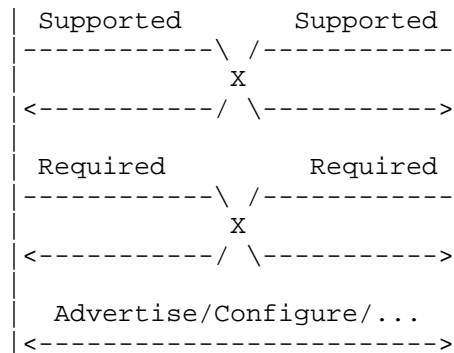 | Supported       Supported
|------------\ /------------
|             X
|<-----------/ \----------->
|
| Required         Required
|------------\ /------------
|             X
|<-----------/ \----------->
|
|  Advertise/Configure/...
|<------------------------->